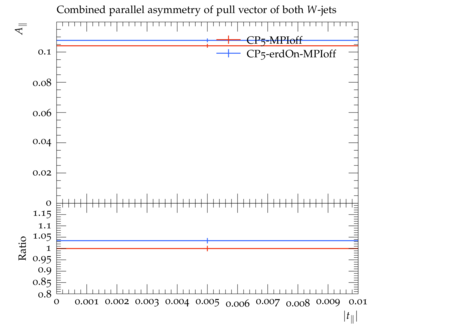 Combined parallel asymmetry of pull vector of both W-jets
A∥
CP5-MPIoff
CP5-erdOn-MPIoff
0.1
0.08
0.06
0.04
0.02
0
Ratio
1.15
1.1
1.05
1
0.95
0.9
0.85
0.8
0 0.001 0.002 0.003 0.004 0.005 0.006 0.007 0.008 0.009 0.01
|t∥|